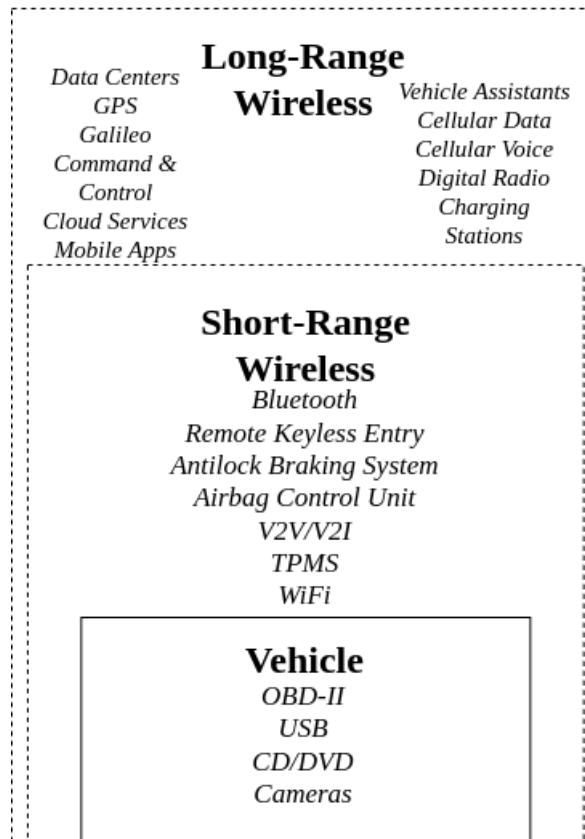 Long-Range
Wireless
Data Centers
GPS
Galileo
Command &
Control
Cloud Services
Mobile Apps
Vehicle Assistants
Cellular Data
Cellular Voice
Digital Radio
Charging
Stations
Short-Range
Wireless
Bluetooth
Remote Keyless Entry
Antilock Braking System
Airbag Control Unit
V2V/V2I
TPMS
WiFi
Vehicle
OBD-II
USB
CD/DVD
Cameras